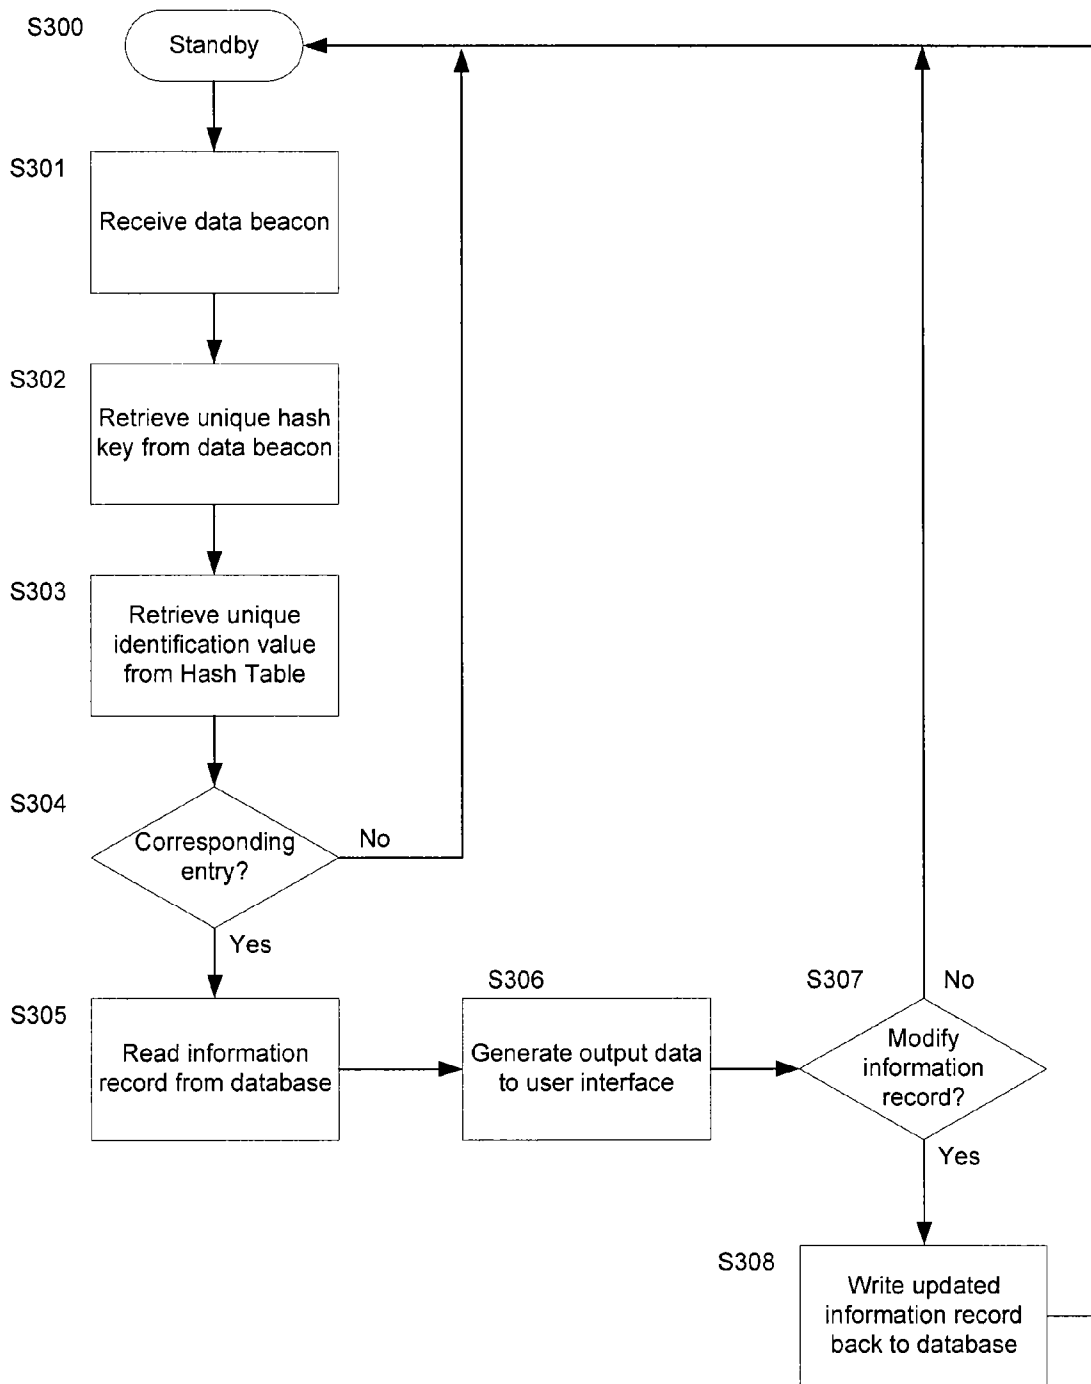 S300
Standby
S301
Receive data beacon
S302
Retrieve unique hash
key from data beacon
S303
Retrieve unique
identification value
from Hash Table
S304
Corresponding
entry?
No
Yes
S305
Read information
record from database
S306
Generate output data
to user interface
S307
No
Modify
information
record?
Yes
S308
Write updated
information record
back to database